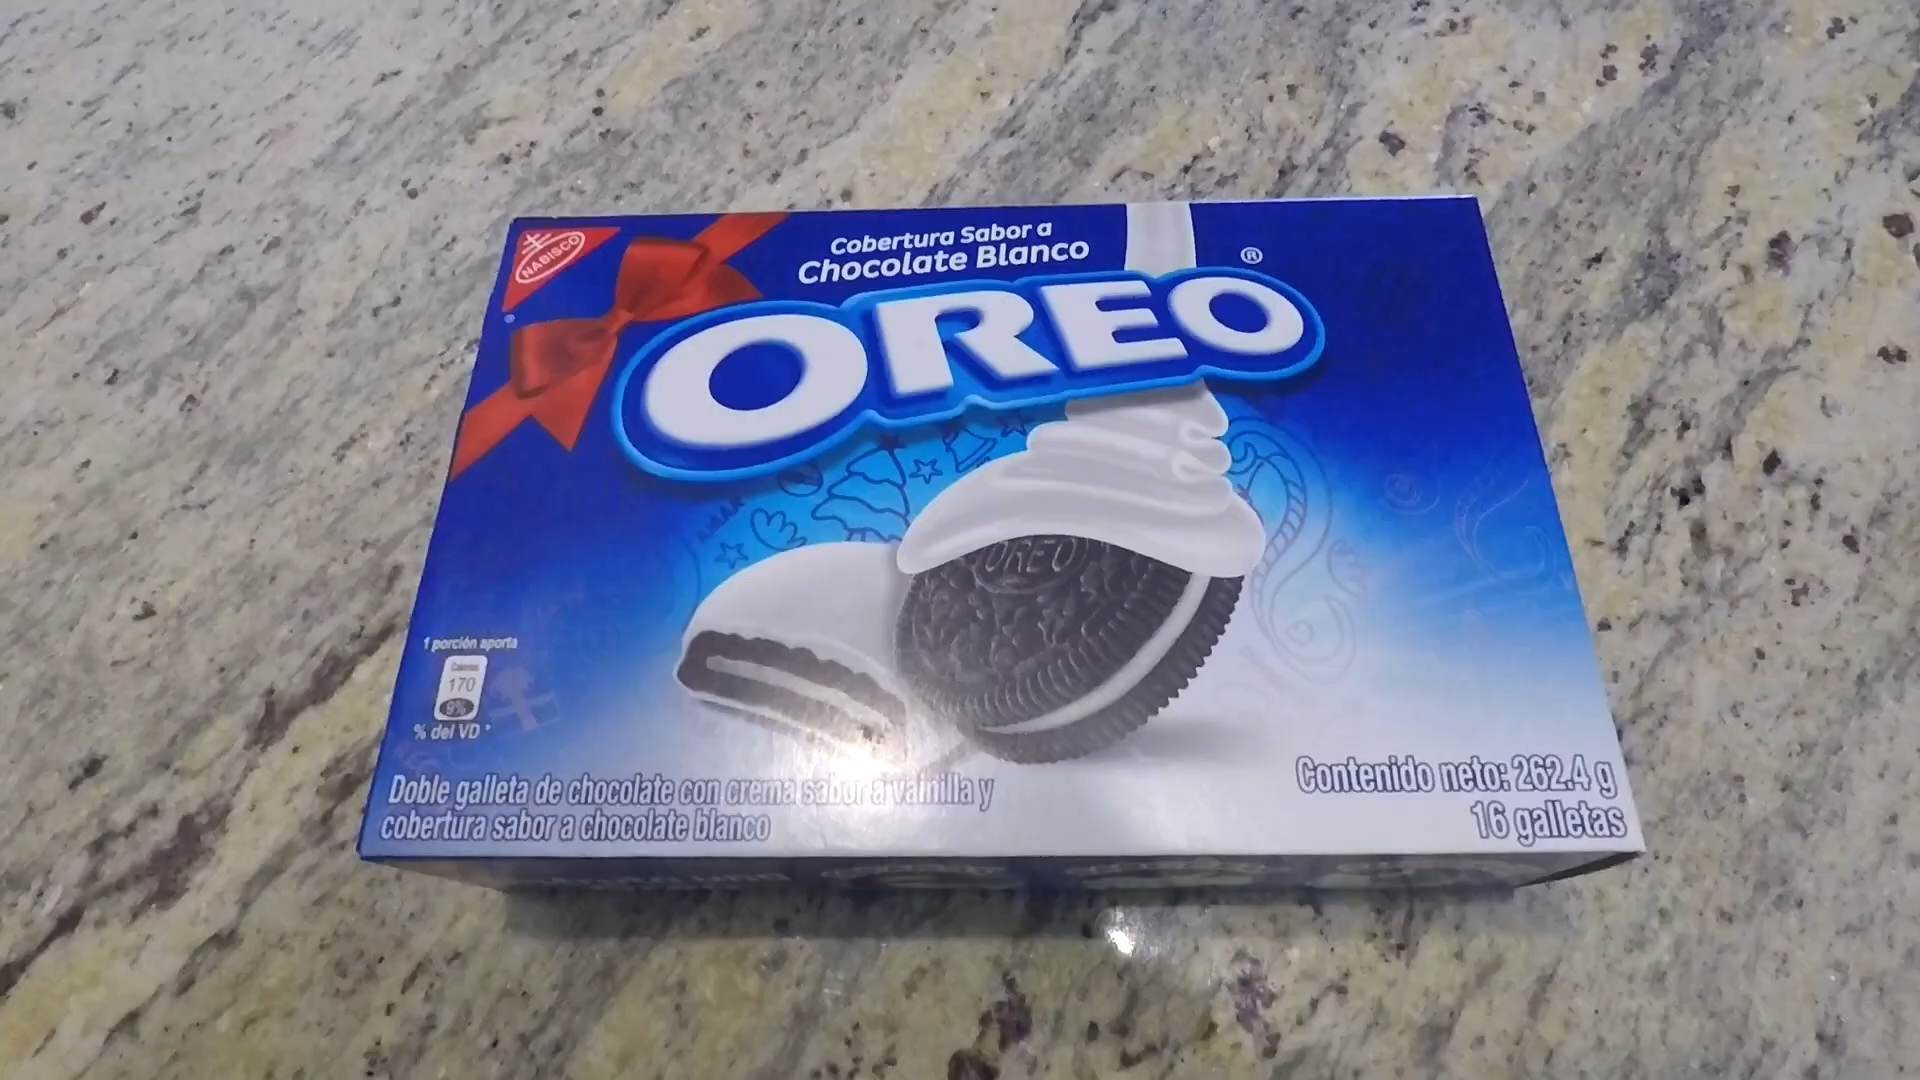 NABISCO
Cobertura Sabor a
Chocolate Blanco
OREO
®
OREO
1 porción aporta
Calorías
170
9%
% del VD *
Doble galleta de chocolate con crema sabor a vainilla y
cobertura sabor a chocolate blanco
Contenido neto: 262.4 g
16 galletas